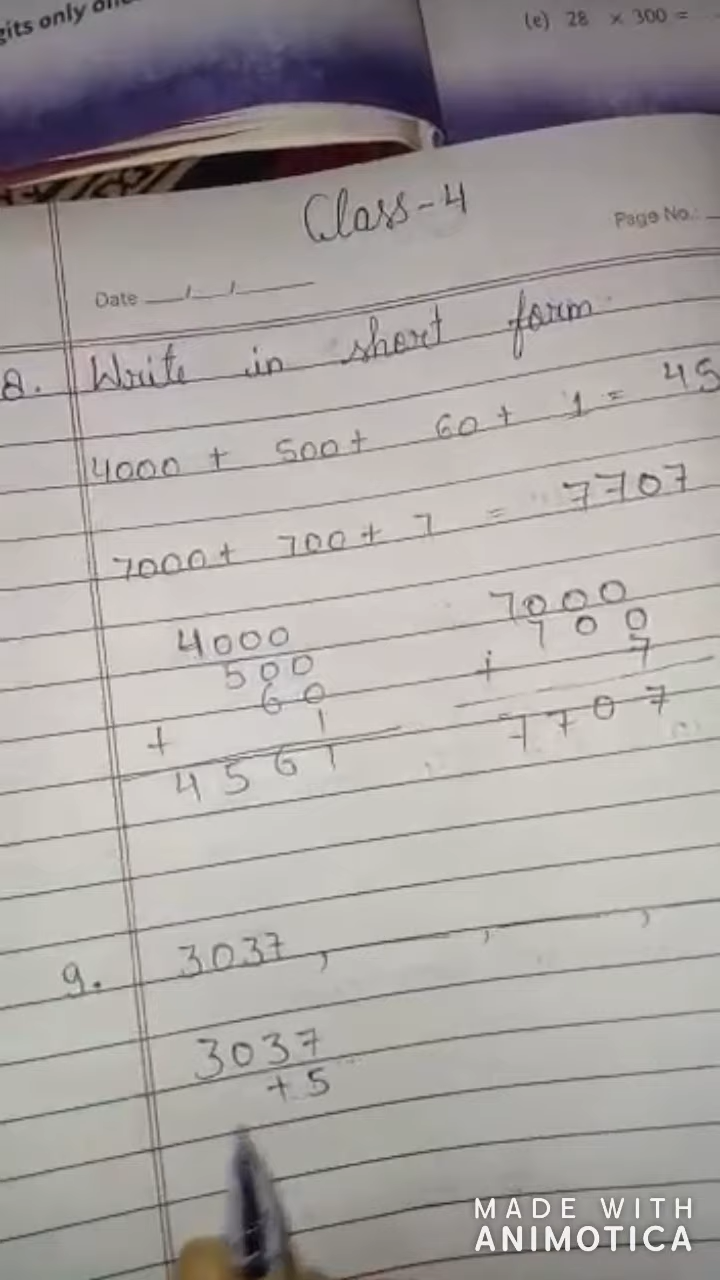 its only
(e) 28 × 300 =
Class-4
Page No.:
Date
8. Write in short form
4000 + 500 + 60 + 1 = 45
7000 + 700 + 7 = 7707
4000
500
60
+ 1
4561
7000
700
+ 7
7707
9. 3037, , ,
3037
+ 5
MADE WITH
ANIMOTICA